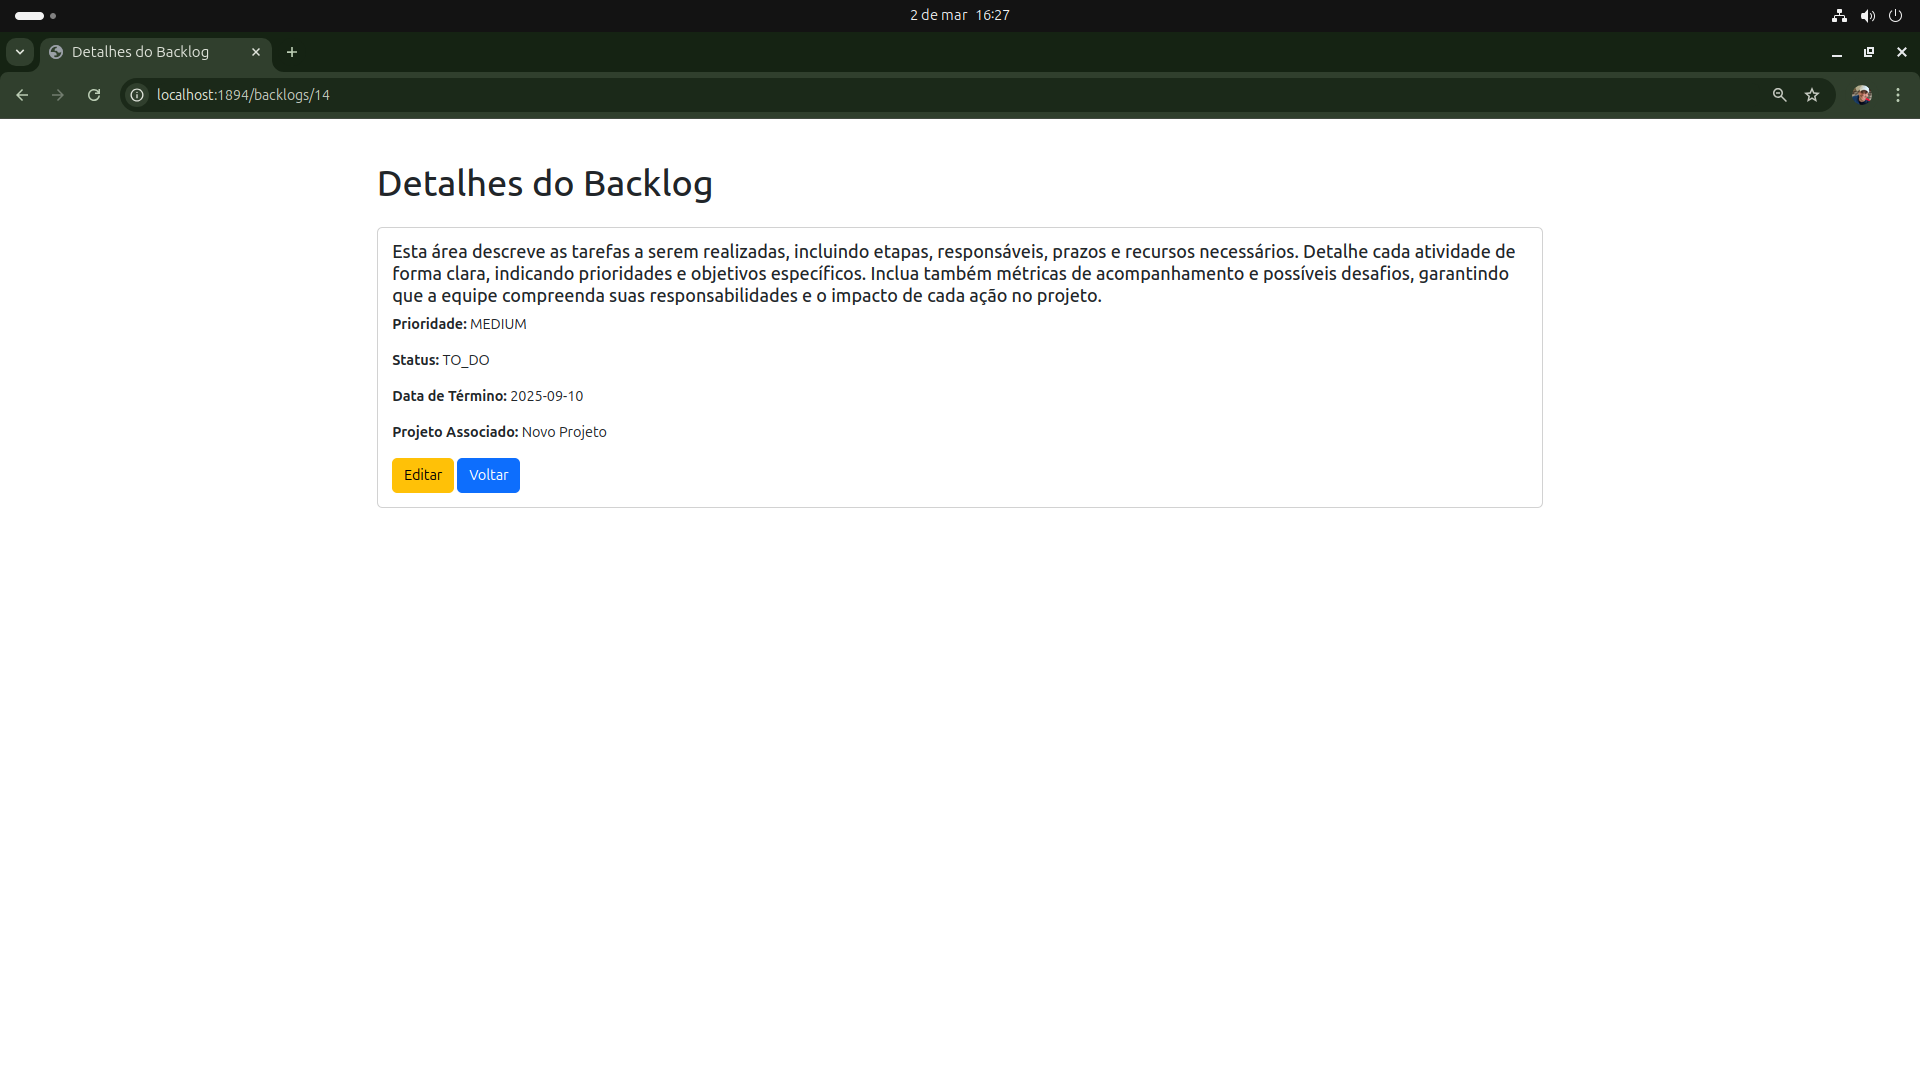 2 de mar 16:27
Detalhes do Backlog
localhost:1894/backlogs/14
Detalhes do Backlog
Esta área descreve as tarefas a serem realizadas, incluindo etapas, responsáveis, prazos e recursos necessários. Detalhe cada atividade de
forma clara, indicando prioridades e objetivos específicos. Inclua também métricas de acompanhamento e possíveis desafios, garantindo
que a equipe compreenda suas responsabilidades e o impacto de cada ação no projeto.
Prioridade: MEDIUM
Status: TO_DO
Data de Término: 2025-09-10
Projeto Associado: Novo Projeto
Editar Voltar